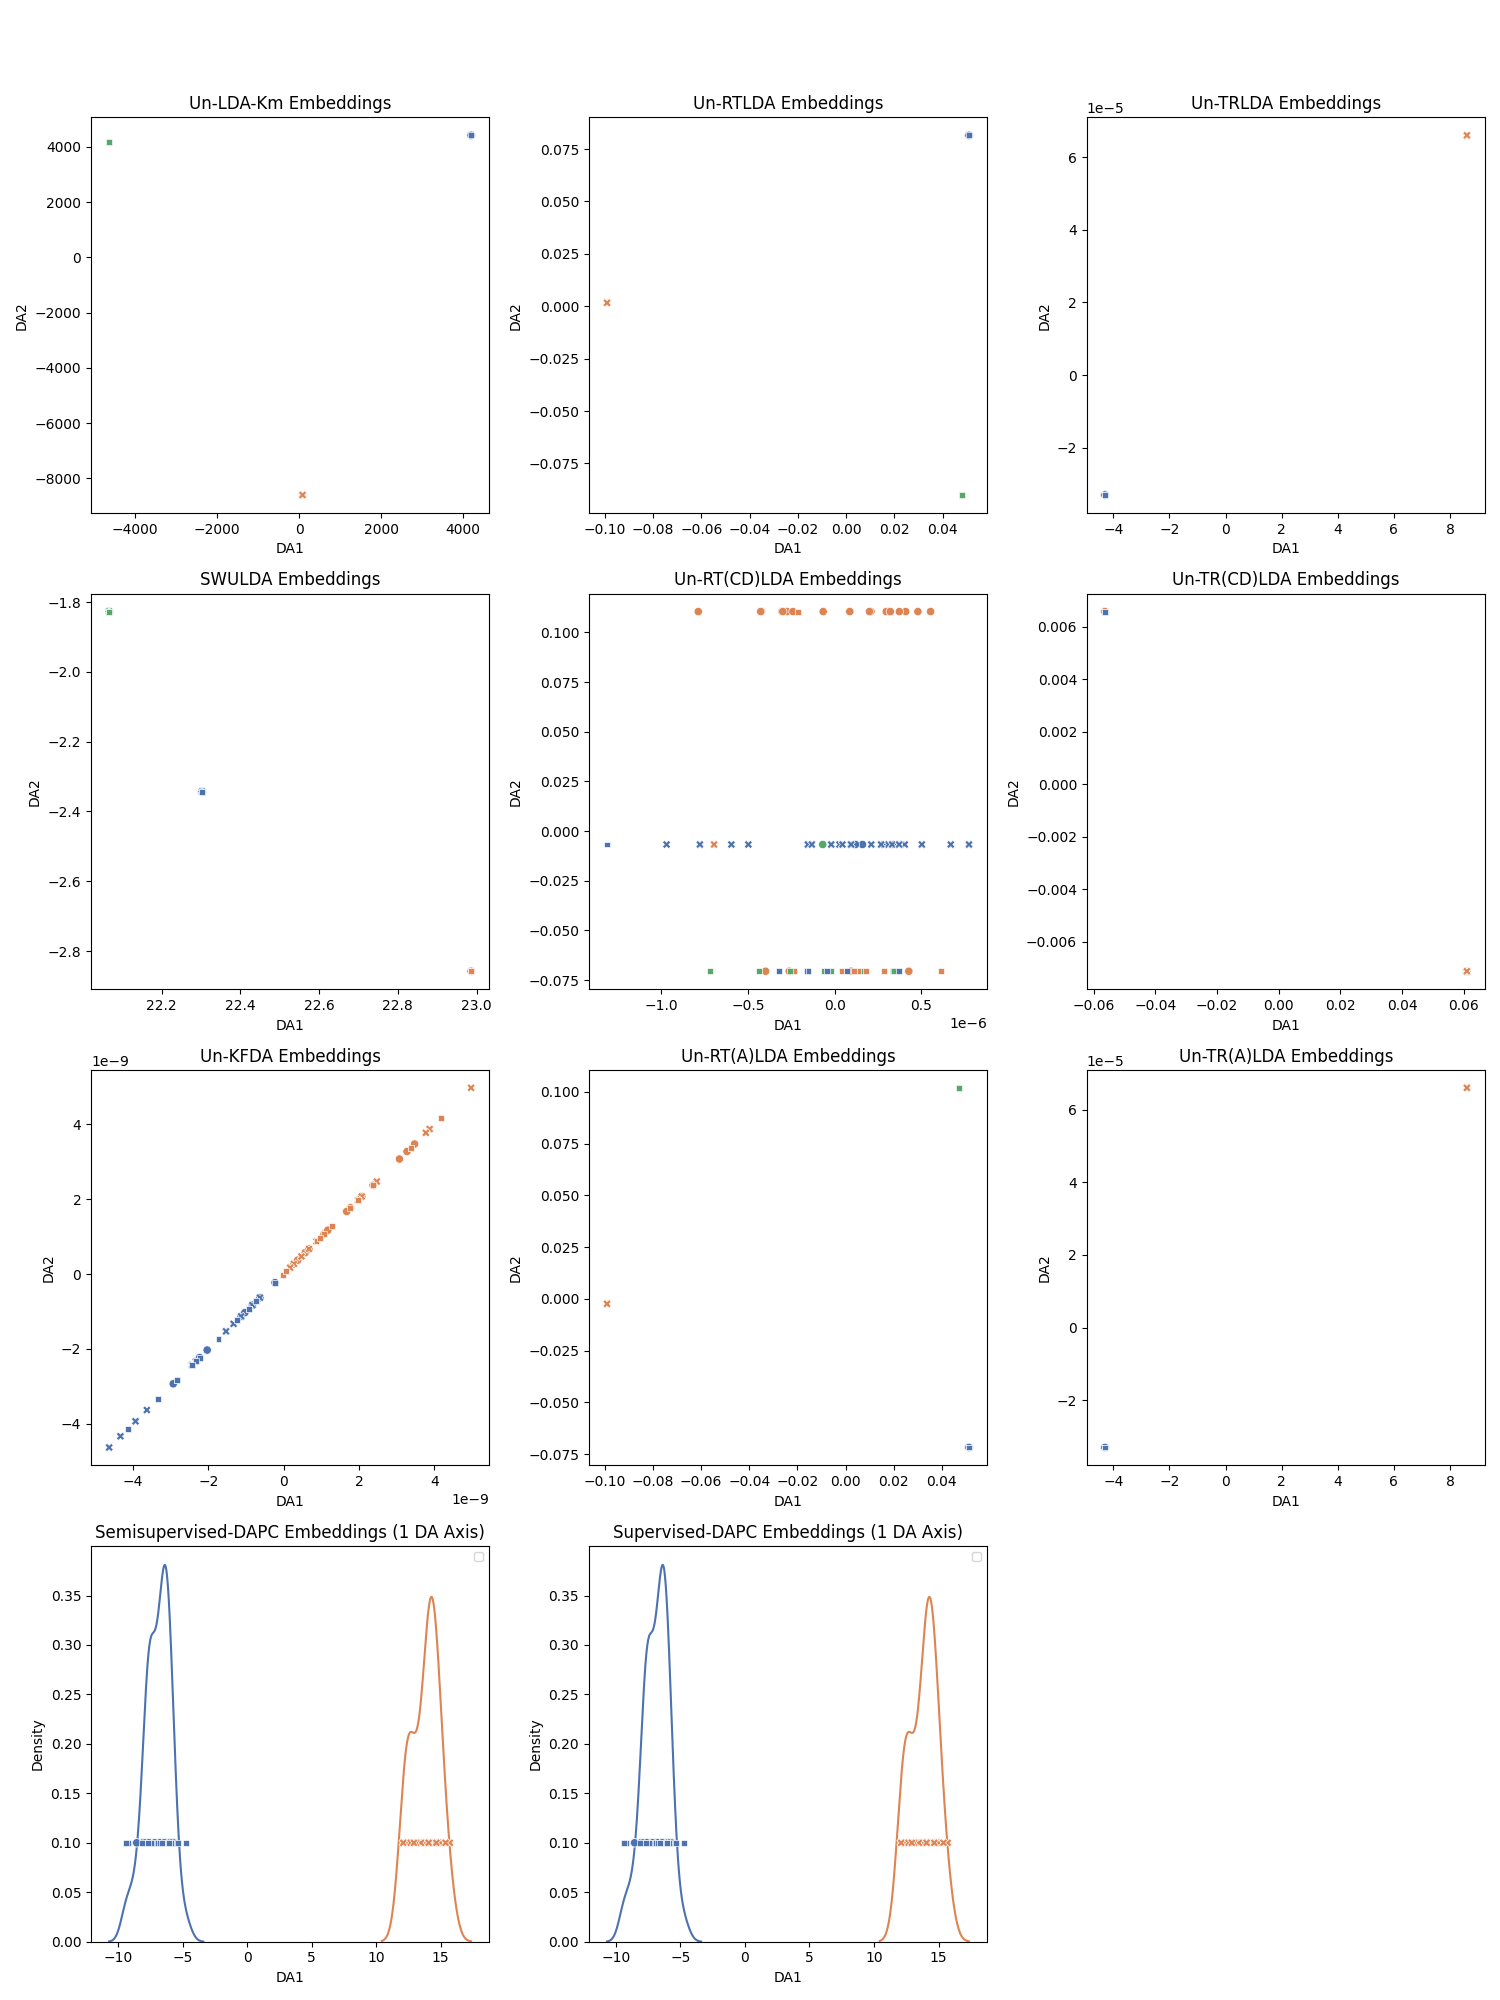 Un-LDA-Km Embeddings
4000
2000
0
−2000
−4000
−6000
−8000
DA2
−4000 −2000 0 2000 4000
DA1
Un-RTLDA Embeddings
0.075
0.050
0.025
0.000
−0.025
−0.050
−0.075
DA2
−0.10 −0.08 −0.06 −0.04 −0.02 0.00 0.02 0.04
DA1
Un-TRLDA Embeddings
1e−5
6
4
2
0
−2
DA2
−4 −2 0 2 4 6 8
DA1
SWULDA Embeddings
−1.8
−2.0
−2.2
−2.4
−2.6
−2.8
DA2
22.2 22.4 22.6 22.8 23.0
DA1
Un-RT(CD)LDA Embeddings
0.100
0.075
0.050
0.025
0.000
−0.025
−0.050
−0.075
DA2
−1.0 −0.5 0.0 0.5
DA1
1e−6
Un-TR(CD)LDA Embeddings
0.006
0.004
0.002
0.000
−0.002
−0.004
−0.006
DA2
−0.06 −0.04 −0.02 0.00 0.02 0.04 0.06
DA1
Un-KFDA Embeddings
1e−9
4
2
0
−2
−4
DA2
−4 −2 0 2 4
DA1
1e−9
Un-RT(A)LDA Embeddings
0.100
0.075
0.050
0.025
0.000
−0.025
−0.050
−0.075
DA2
−0.10 −0.08 −0.06 −0.04 −0.02 0.00 0.02 0.04
DA1
Un-TR(A)LDA Embeddings
1e−5
6
4
2
0
−2
DA2
−4 −2 0 2 4 6 8
DA1
Semisupervised-DAPC Embeddings (1 DA Axis)
0.35
0.30
0.25
0.20
0.15
0.10
0.05
0.00
Density
−10 −5 0 5 10 15
DA1
Supervised-DAPC Embeddings (1 DA Axis)
0.35
0.30
0.25
0.20
0.15
0.10
0.05
0.00
Density
−10 −5 0 5 10 15
DA1